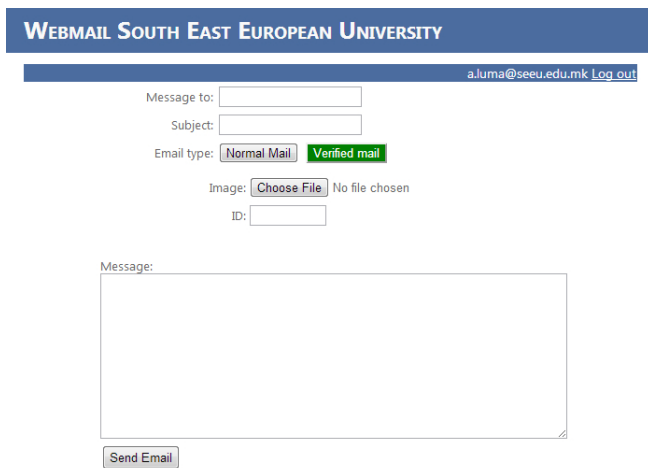 WEBMAIL SOUTH EAST EUROPEAN UNIVERSITY
a.luma@seeu.edu.mk Log out
Message to:
Subject:
Email type: Normal Mail Verified mail
Image: Choose File No file chosen
ID:
Message:
Send Email